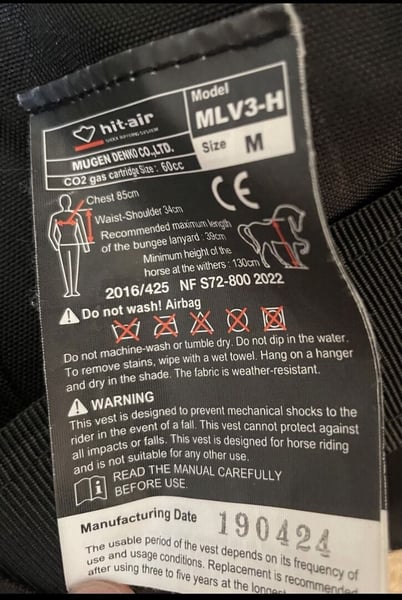 hit-air
SHOCK BUFFERING SYSTEM
MUGEN DENKO CO.,LTD.
CO2 gas cartridge Size : 60cc
Model
MLV3-H
Size M
CE
Chest 85cm
Waist-Shoulder 34cm
Recommended maximum length
of the bungee lanyard : 39cm
Minimum height of the
horse at the withers : 130cm
2016/425 NF S72-800 2022
Do not wash! Airbag
Do not machine-wash or tumble dry. Do not dip in the water.
To remove stains, wipe with a wet towel. Hang on a hanger
and dry in the shade. The fabric is weather-resistant.
WARNING
This vest is designed to prevent mechanical shocks to the
rider in the event of a fall. This vest cannot protect against
all impacts or falls. This vest is designed for horse riding
and is not suitable for any other use.
READ THE MANUAL CAREFULLY
BEFORE USE.
Manufacturing Date 190424
The usable period of the vest depends on its frequency of
use and usage conditions. Replacement is recommended
after using three to five years at the longest